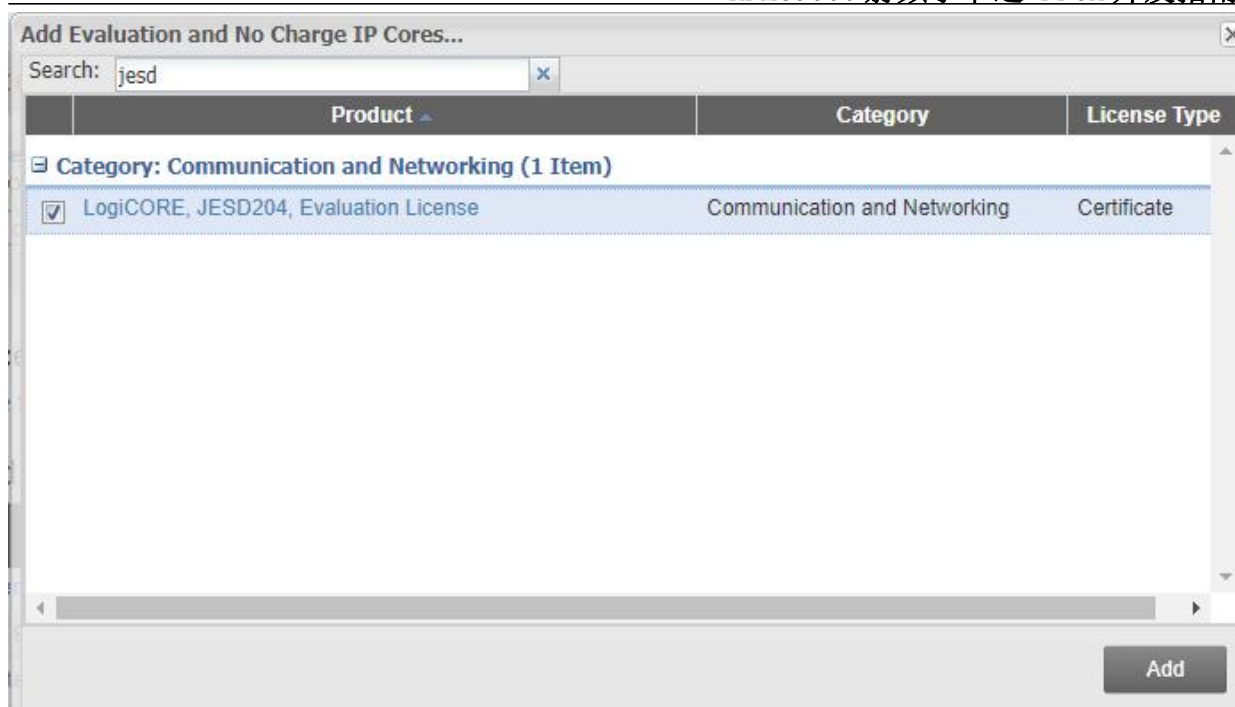 Add Evaluation and No Charge IP Cores...
Search: jesd
Product Category License Type
Category: Communication and Networking (1 Item)
LogiCORE, JESD204, Evaluation License Communication and Networking Certificate
Add